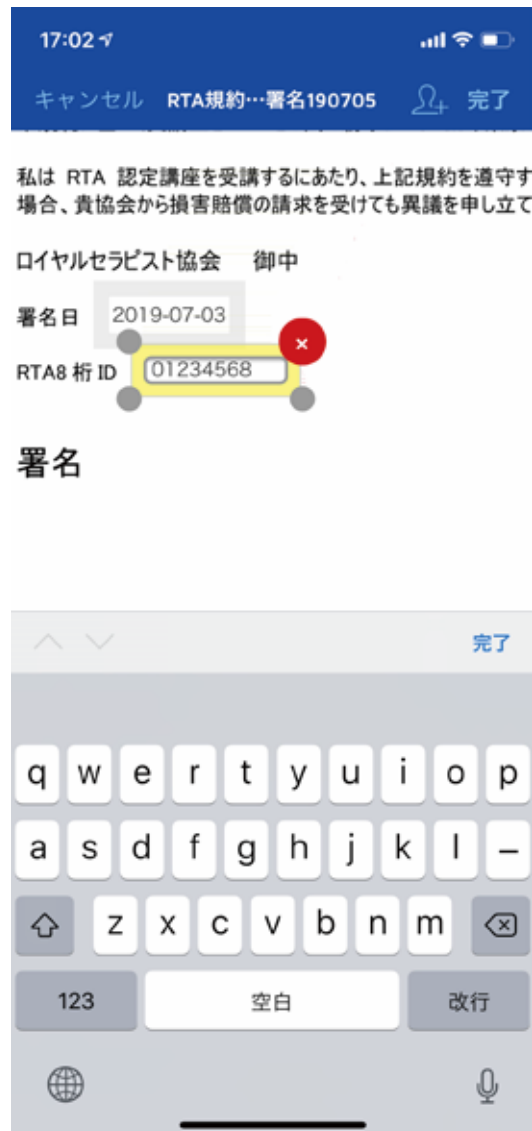 17:02
キャンセル RTA規約…署名190705 完了
私は RTA 認定講座を受講するにあたり、上記規約を遵守す
場合、貴協会から損害賠償の請求を受けても異議を申し立て
ロイヤルセラピスト協会 御中
署名日 2019-07-03
×
RTA8 桁 ID 01234568
署名
完了
q w e r t y u i o p
a s d f g h j k l –
z x c v b n m
123 空白 改行